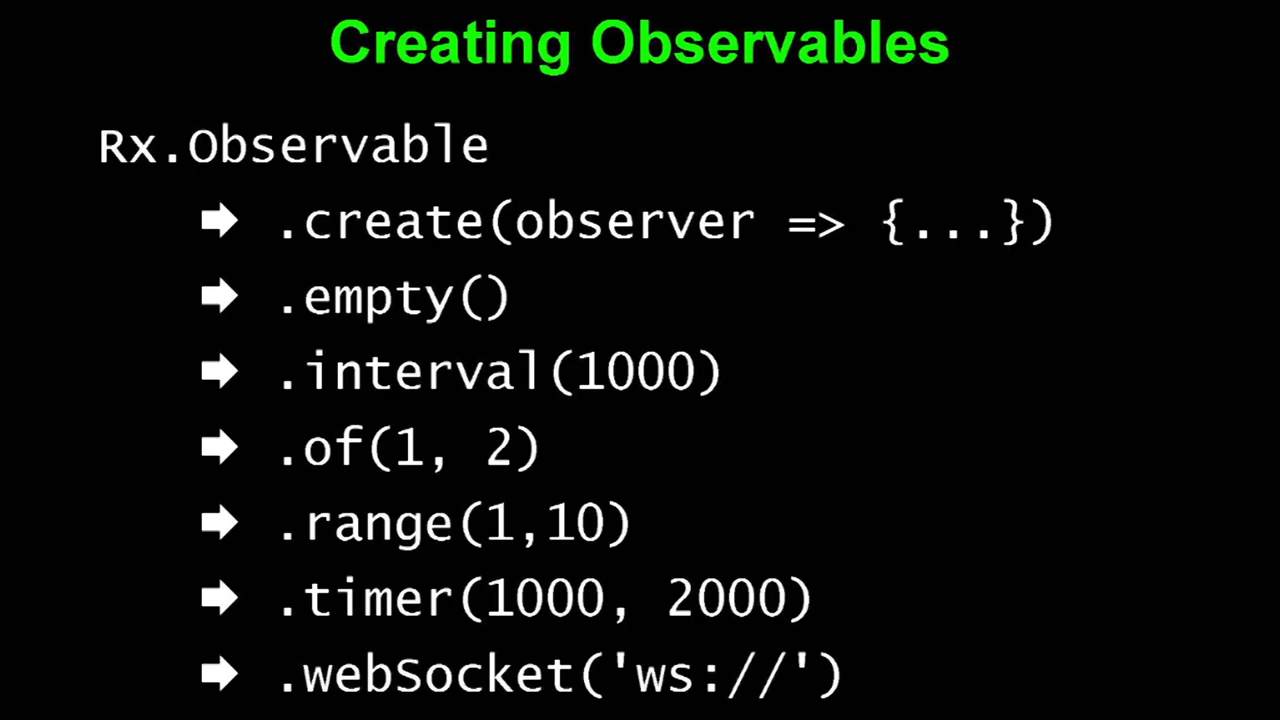 Creating Observables
Rx.Observable
.create(observer => {...})
.empty()
.interval(1000)
.of(1, 2)
.range(1,10)
.timer(1000, 2000)
.webSocket('ws://')